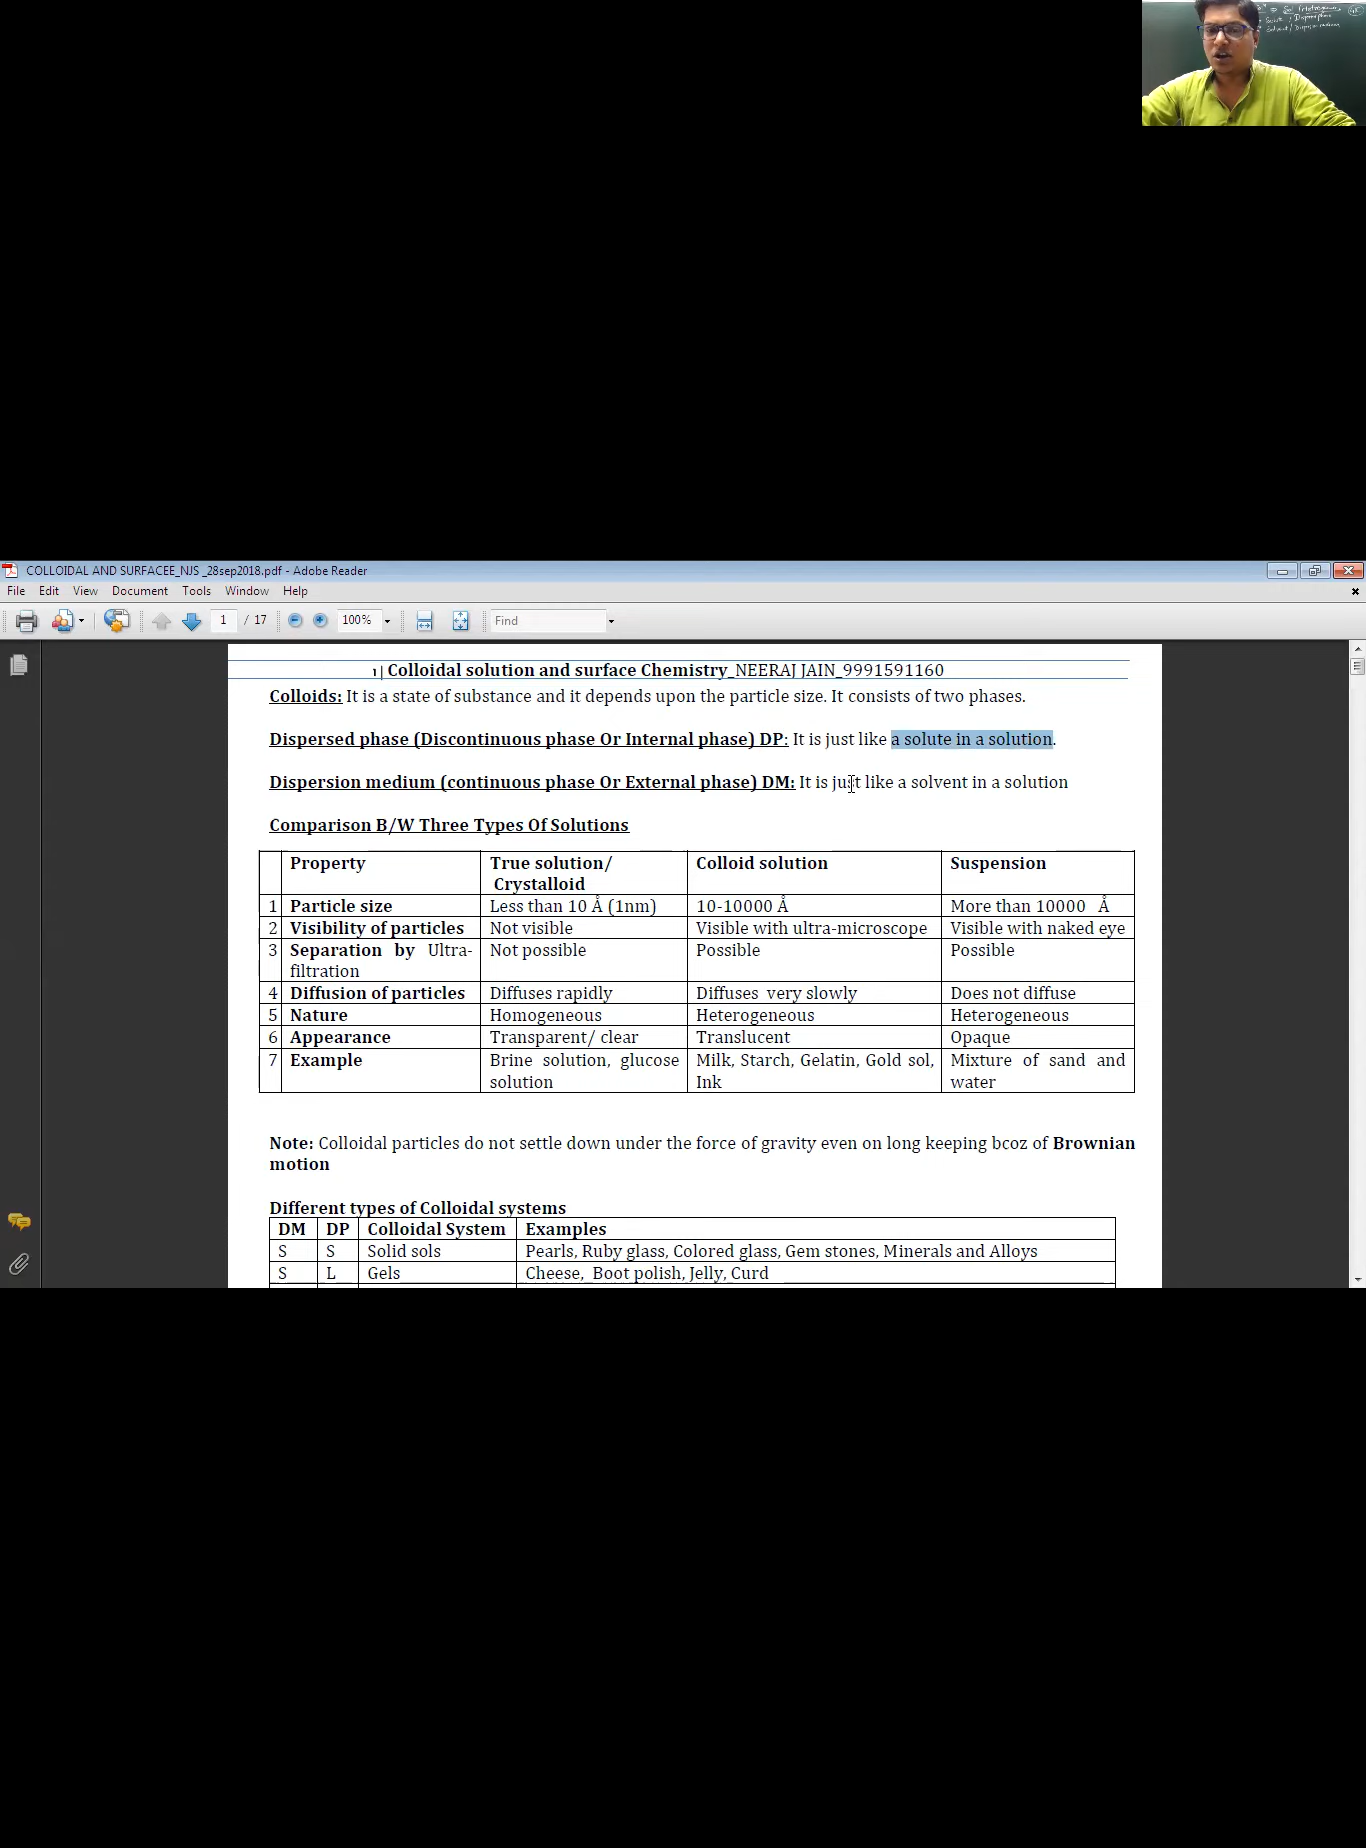 COLLOIDAL AND SURFACEE_NJS _28sep2018.pdf - Adobe Reader
File Edit View Document Tools Window Help
1 / 17 100% Find
1| Colloidal solution and surface Chemistry_NEERAJ JAIN_9991591160
Colloids: It is a state of substance and it depends upon the particle size. It consists of two phases.
Dispersed phase (Discontinuous phase Or Internal phase) DP: It is just like a solute in a solution.
Dispersion medium (continuous phase Or External phase) DM: It is just like a solvent in a solution
Comparison B/W Three Types Of Solutions
Property True solution/ Crystalloid Colloid solution Suspension
1 Particle size Less than 10 Å (1nm) 10-10000 Å More than 10000 Å
2 Visibility of particles Not visible Visible with ultra-microscope Visible with naked eye
3 Separation by Ultra-filtration Not possible Possible Possible
4 Diffusion of particles Diffuses rapidly Diffuses very slowly Does not diffuse
5 Nature Homogeneous Heterogeneous Heterogeneous
6 Appearance Transparent/ clear Translucent Opaque
7 Example Brine solution, glucose solution Milk, Starch, Gelatin, Gold sol, Ink Mixture of sand and water
Note: Colloidal particles do not settle down under the force of gravity even on long keeping bcoz of Brownian
motion
Different types of Colloidal systems
DM DP Colloidal System Examples
S S Solid sols Pearls, Ruby glass, Colored glass, Gem stones, Minerals and Alloys
S L Gels Cheese, Boot polish, Jelly, Curd